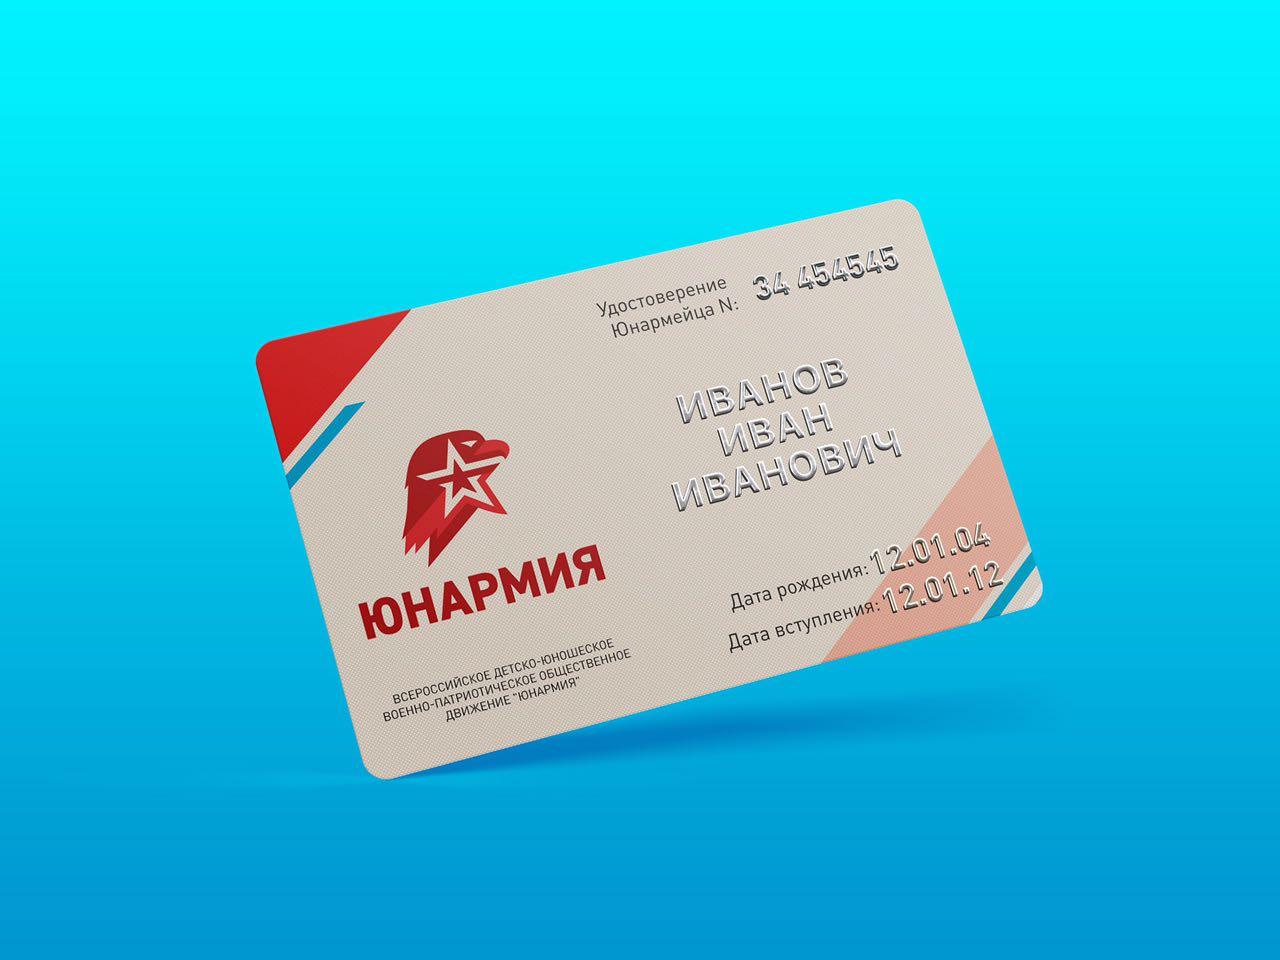 Удостоверение
Юнармейца N: 34 454545
ИВАНОВ
ИВАН
ИВАНОВИЧ
ЮНАРМИЯ
ВСЕРОССИЙСКОЕ ДЕТСКО-ЮНОШЕСКОЕ
ВОЕННО-ПАТРИОТИЧЕСКОЕ ОБЩЕСТВЕННОЕ
ДВИЖЕНИЕ "ЮНАРМИЯ"
Дата рождения: 12.01.04
Дата вступления: 12.01.12